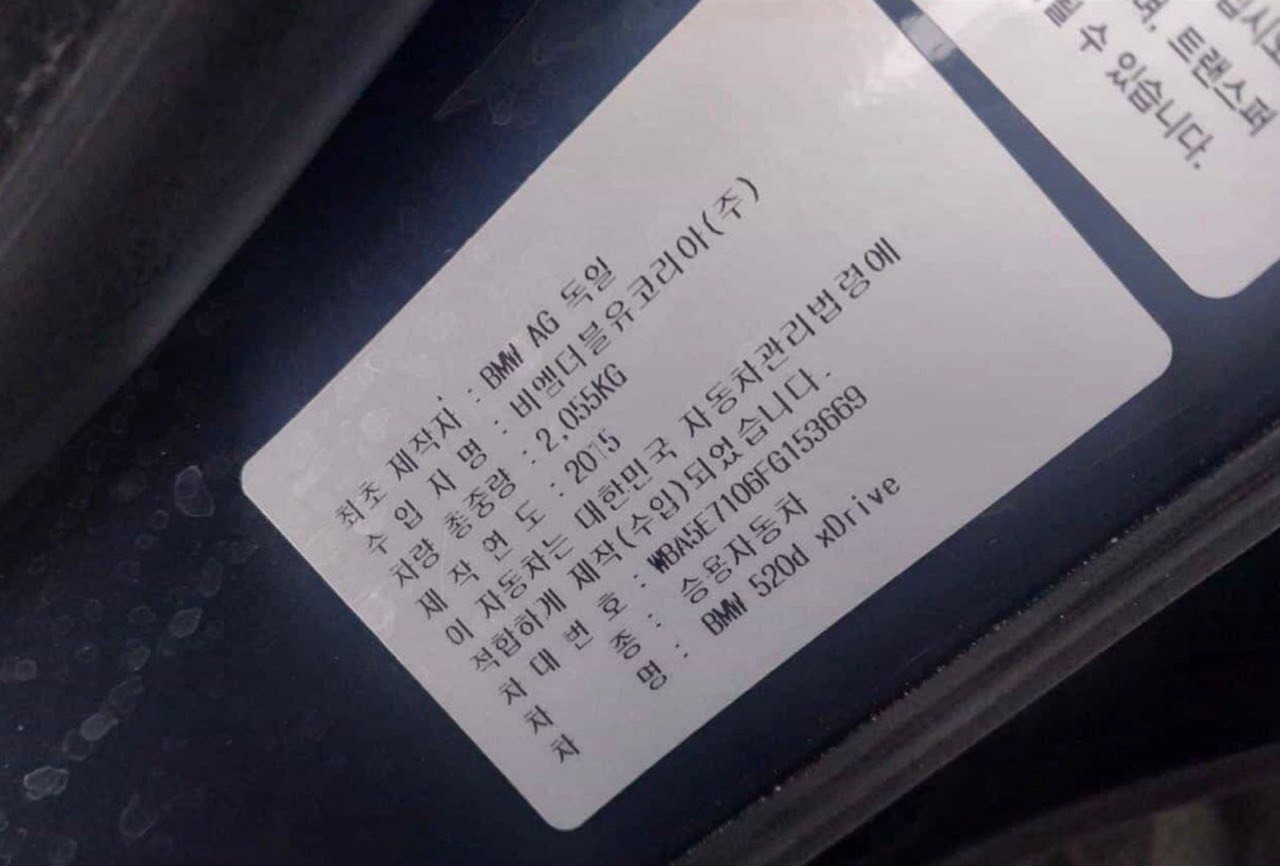 최초 제작자 : BMW AG 독일
수 입 자 명 : 비엠더블유코리아(주)
차량 총중량 : 2,055KG
제 작 연 도 : 2015
이 자동차는 대한민국 자동차관리법령에
적합하게 제작(수입)되었습니다.
차 대 번 호 : WBA5E7106FG153669
차 종 : 승용자동차
차 명 : BMW 520d xDrive
트랜스퍼
될 수 있습니다.